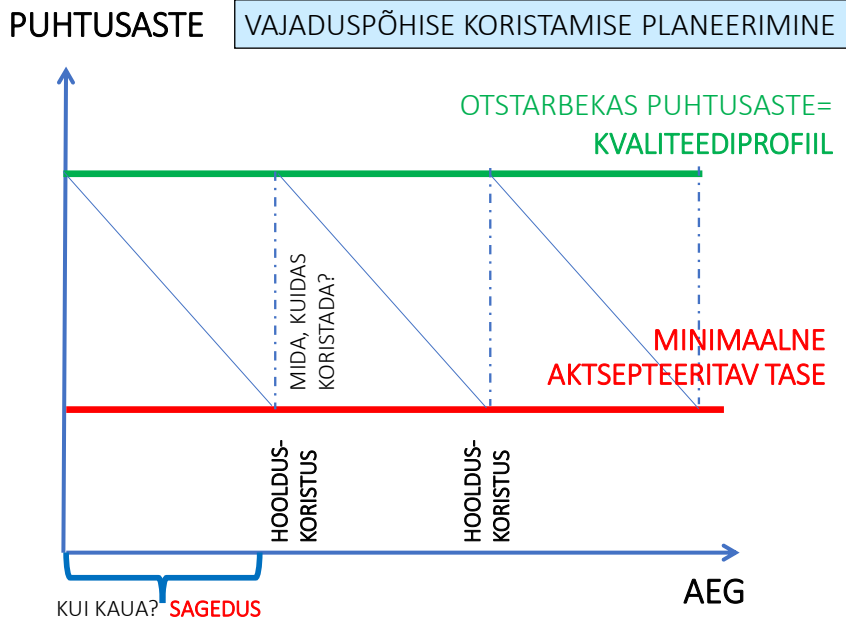 PUHTUSASTE
VAJADUSPÕHISE KORISTAMISE PLANEERIMINE
OTSTARBEKAS PUHTUSASTE=
KVALITEEDIPROFIIL
MIDA, KUIDAS
KORISTADA?
MINIMAALNE
AKTSEPTEERITAV TASE
HOOLDUS-
KORISTUS
HOOLDUS-
KORISTUS
AEG
KUI KAUA? SAGEDUS